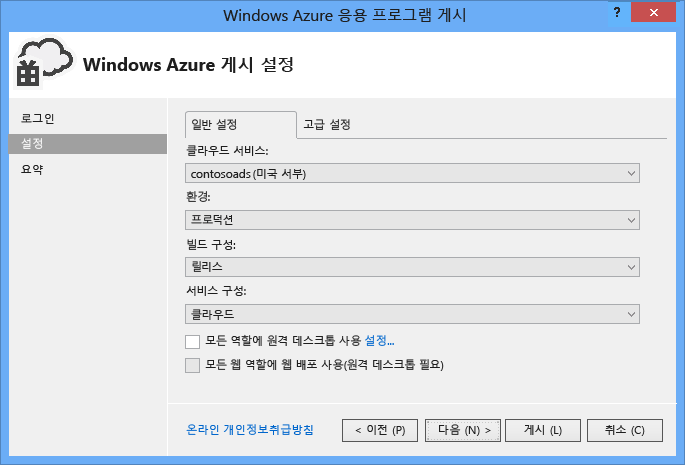 Windows Azure 응용 프로그램 게시
?
Windows Azure 게시 설정
로그인
설정
요약
일반 설정 고급 설정
클라우드 서비스:
contosoads(미국 서부)
환경:
프로덕션
빌드 구성:
릴리스
서비스 구성:
클라우드
모든 역할에 원격 데스크톱 사용 설정...
모든 웹 역할에 웹 배포 사용(원격 데스크톱 필요)
온라인 개인정보취급방침 < 이전 (P) 다음 (N) > 게시 (L) 취소 (C)